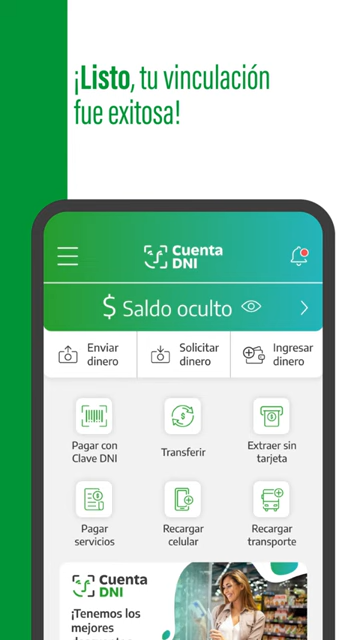 ¡Listo, tu vinculación
fue exitosa!
Cuenta
DNI
$ Saldo oculto
Enviar
dinero
Solicitar
dinero
Ingresar
dinero
Pagar con
Clave DNI
Transferir
Extraer sin
tarjeta
Pagar
servicios
Recargar
celular
Recargar
transporte
Cuenta
DNI
¡Tenemos los
mejores